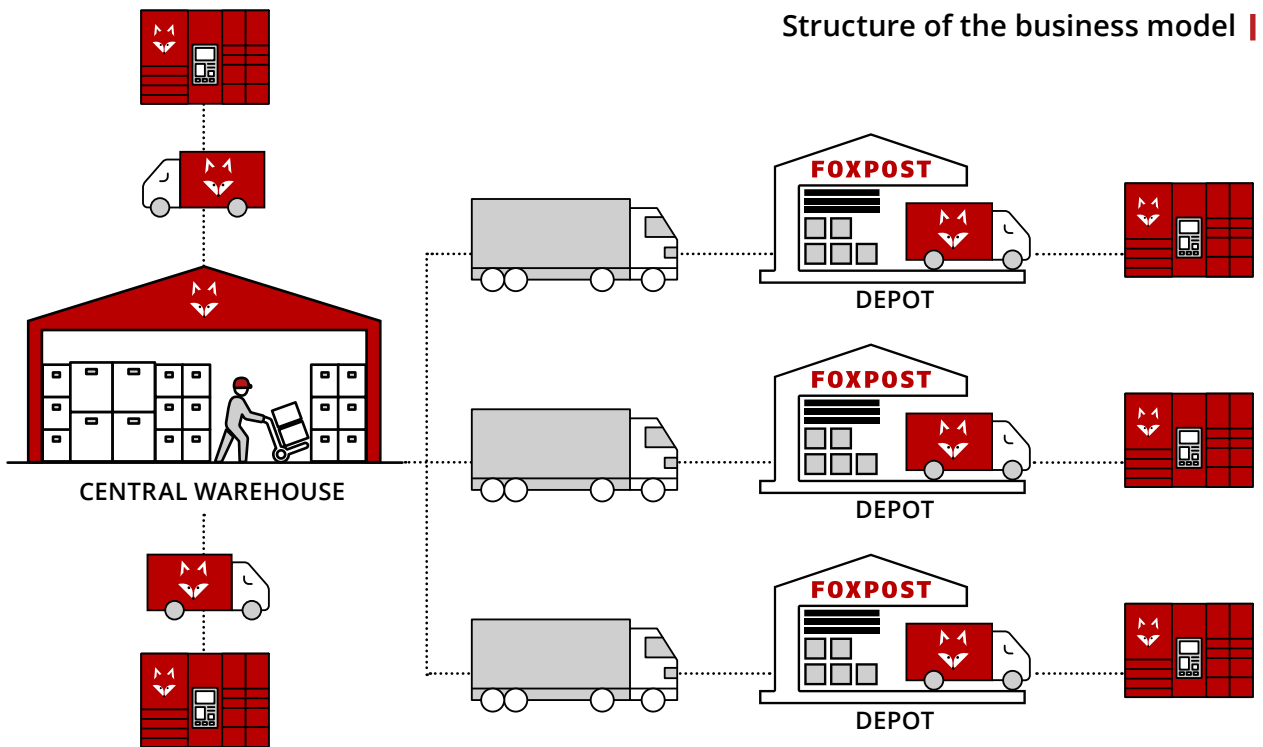 Structure of the business model
FOXPOST
DEPOT
FOXPOST
CENTRAL WAREHOUSE
DEPOT
FOXPOST
DEPOT